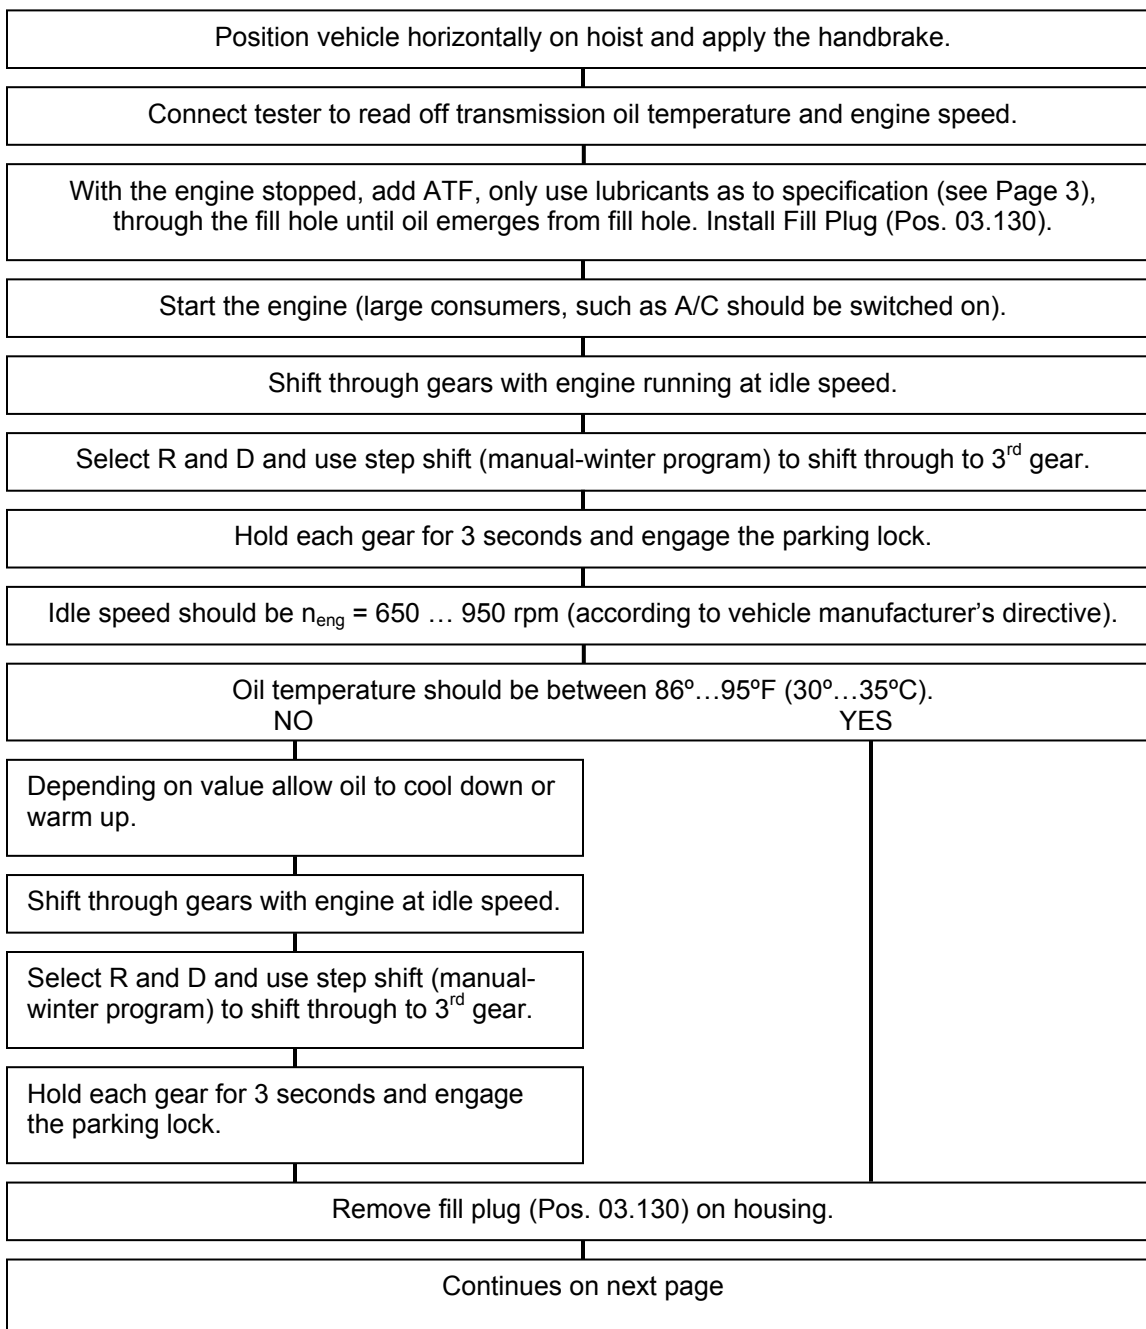 Position vehicle horizontally on hoist and apply the handbrake.
Connect tester to read off transmission oil temperature and engine speed.
With the engine stopped, add ATF, only use lubricants as to specification (see Page 3),
through the fill hole until oil emerges from fill hole. Install Fill Plug (Pos. 03.130).
Start the engine (large consumers, such as A/C should be switched on).
Shift through gears with engine running at idle speed.
Select R and D and use step shift (manual-winter program) to shift through to 3rd gear.
Hold each gear for 3 seconds and engage the parking lock.
Idle speed should be neng = 650 … 950 rpm (according to vehicle manufacturer’s directive).
Oil temperature should be between 86º…95ºF (30º…35ºC).
NO YES
Depending on value allow oil to cool down or
warm up.
Shift through gears with engine at idle speed.
Select R and D and use step shift (manual-
winter program) to shift through to 3rd gear.
Hold each gear for 3 seconds and engage
the parking lock.
Remove fill plug (Pos. 03.130) on housing.
Continues on next page